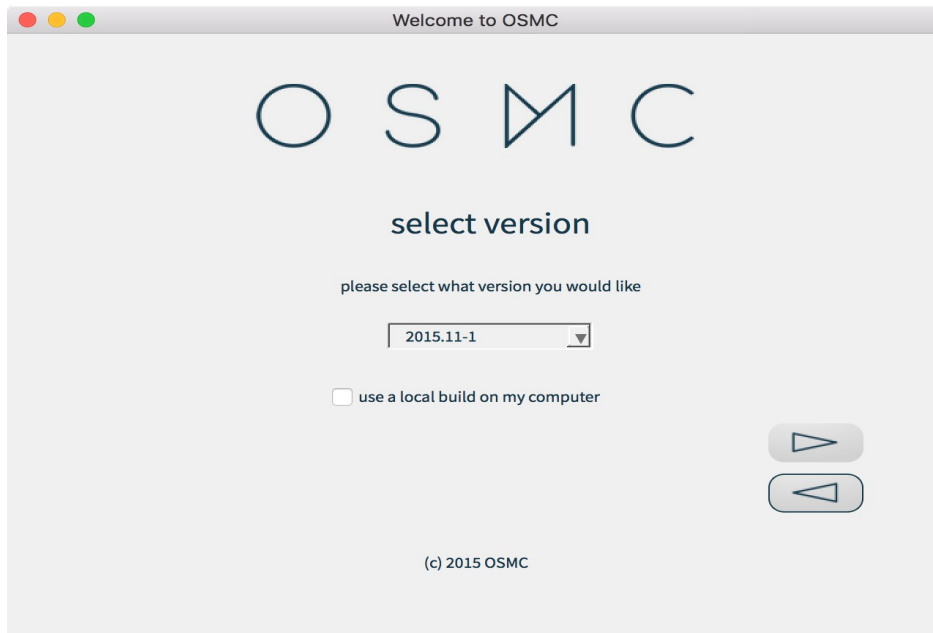 Welcome to OSMC
OSMC
select version
please select what version you would like
2015.11-1
use a local build on my computer
(c) 2015 OSMC